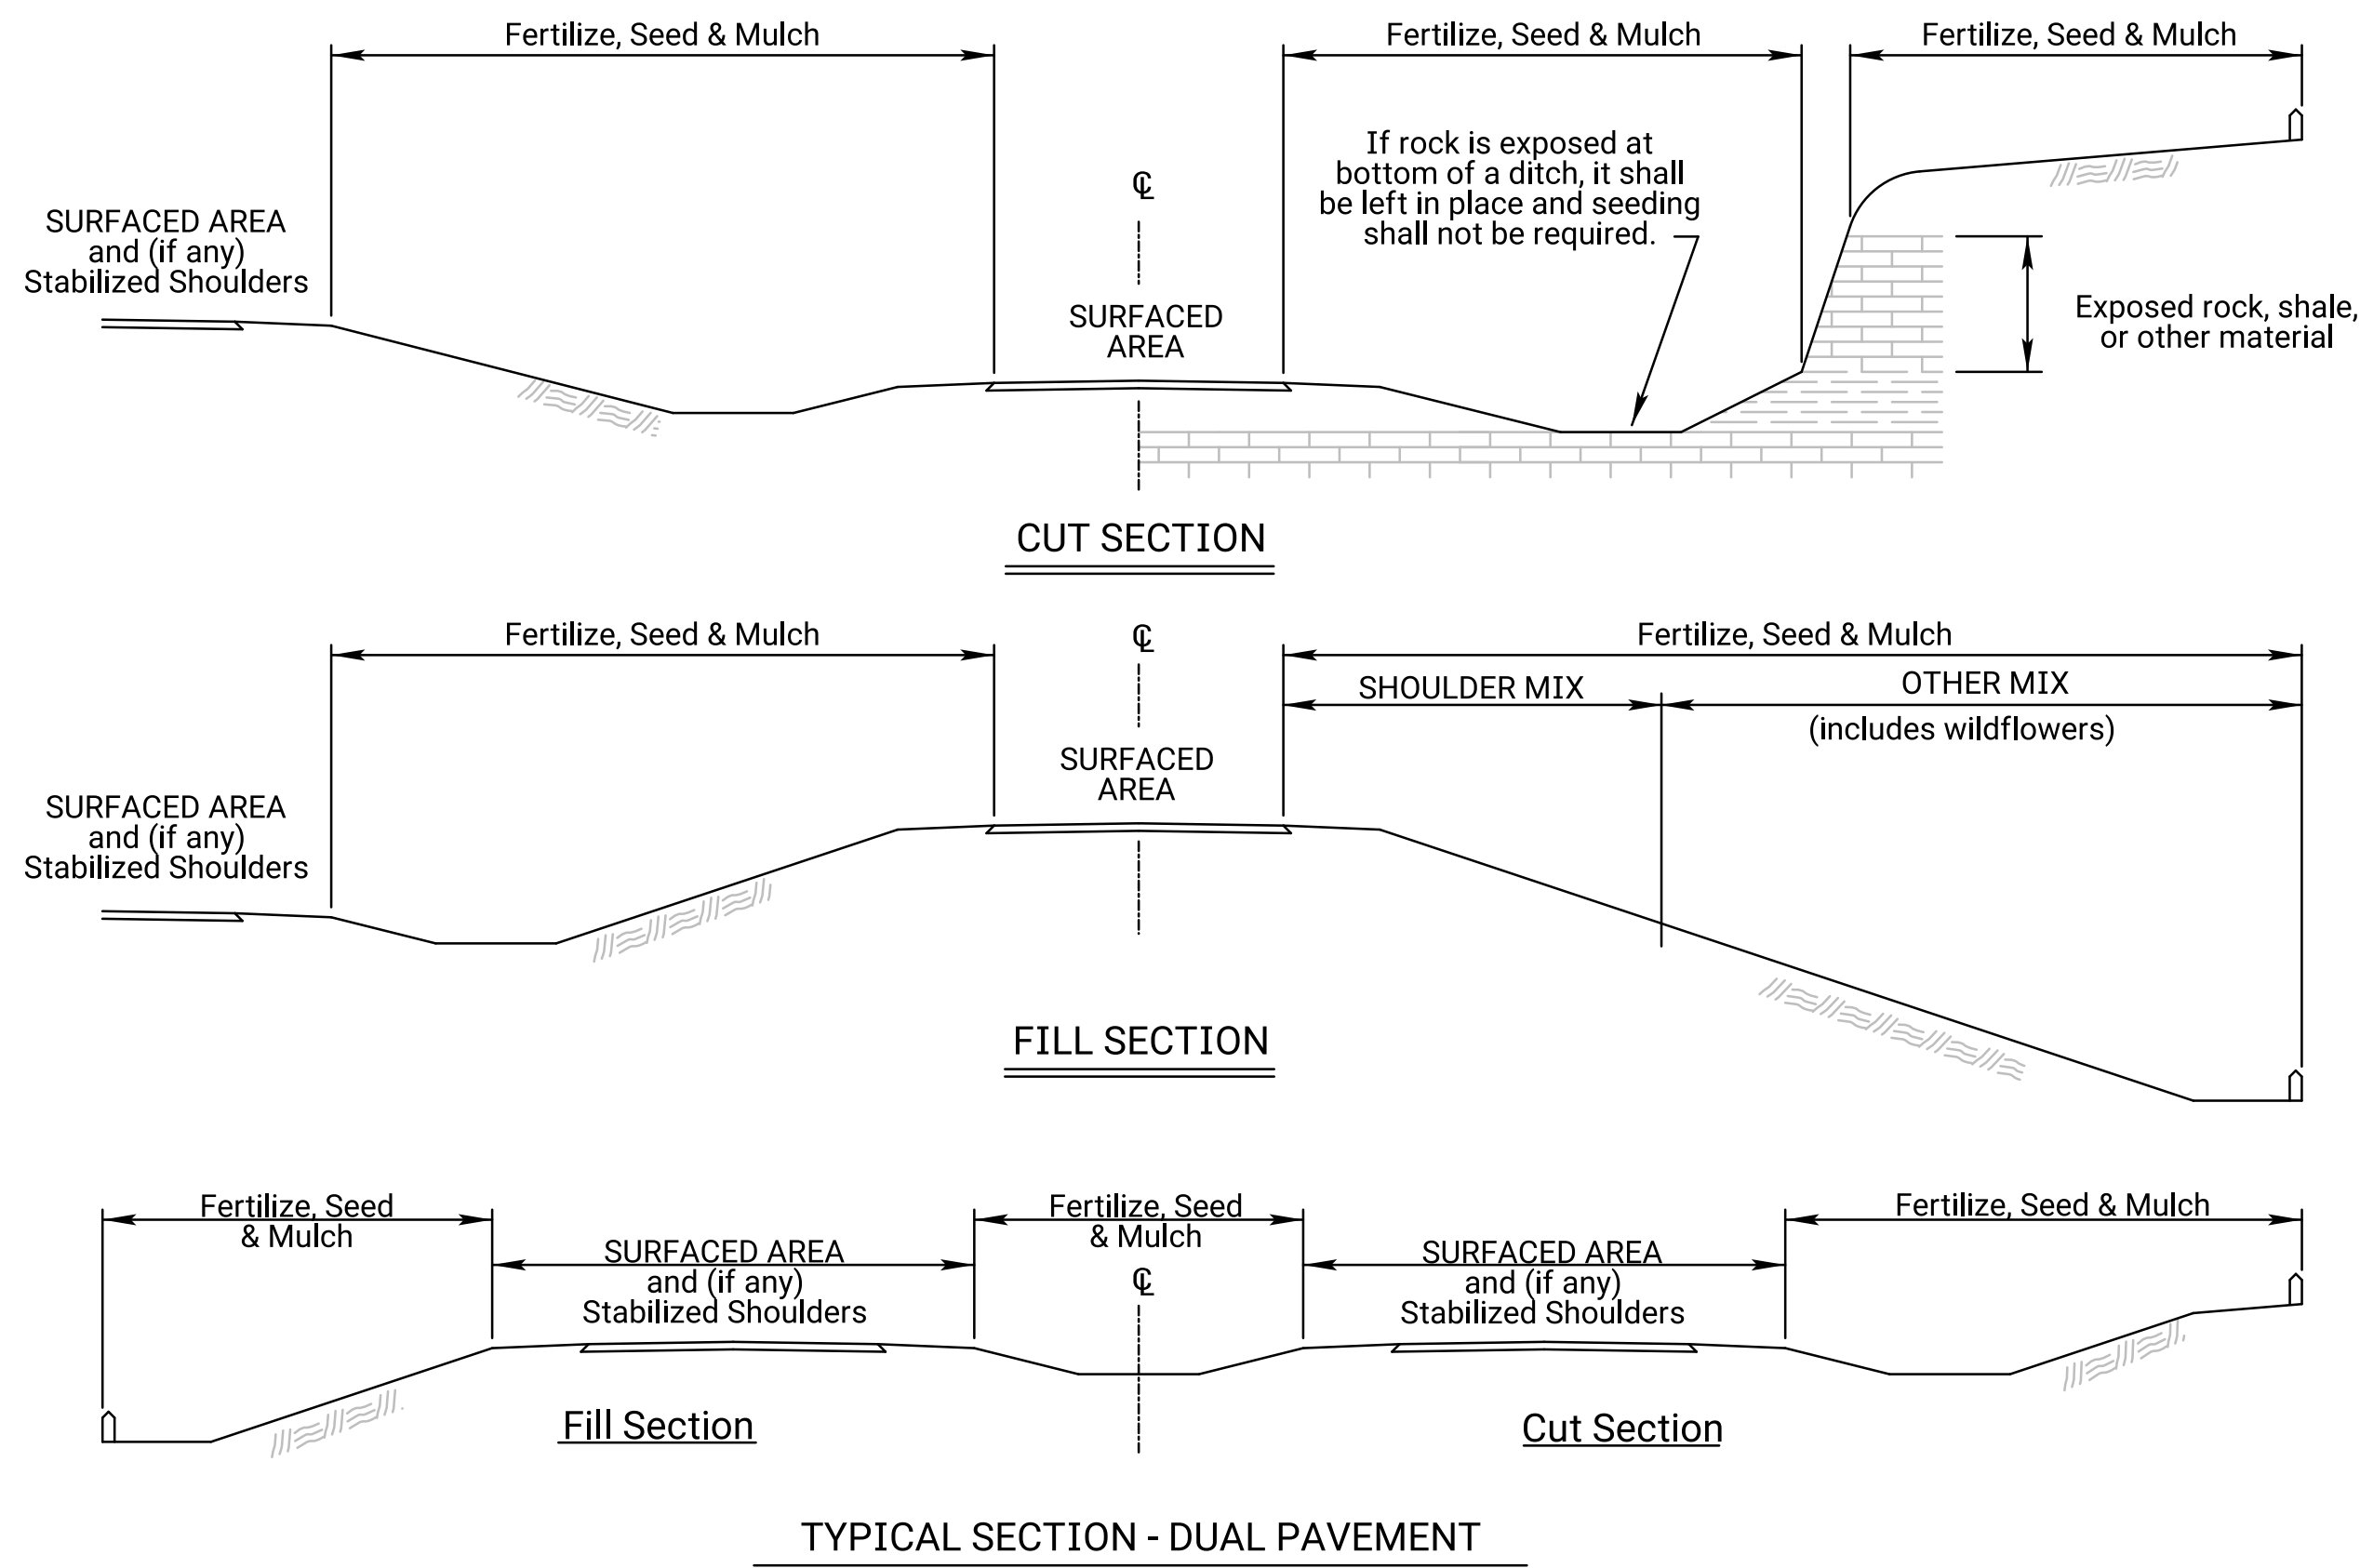 Fertilize, Seed & Mulch
Fertilize, Seed & Mulch
Fertilize, Seed & Mulch
If rock is exposed at
bottom of a ditch, it shall
be left in place and seeding
shall not be required.
℄
SURFACED AREA
and (if any)
Stabilized Shoulders
SURFACED
AREA
Exposed rock, shale,
or other material
CUT SECTION
Fertilize, Seed & Mulch
℄
Fertilize, Seed & Mulch
SHOULDER MIX
OTHER MIX
(includes wildflowers)
SURFACED
AREA
SURFACED AREA
and (if any)
Stabilized Shoulders
FILL SECTION
Fertilize, Seed
& Mulch
SURFACED AREA
and (if any)
Stabilized Shoulders
Fertilize, Seed
& Mulch
℄
SURFACED AREA
and (if any)
Stabilized Shoulders
Fertilize, Seed & Mulch
Fill Section
Cut Section
TYPICAL SECTION - DUAL PAVEMENT